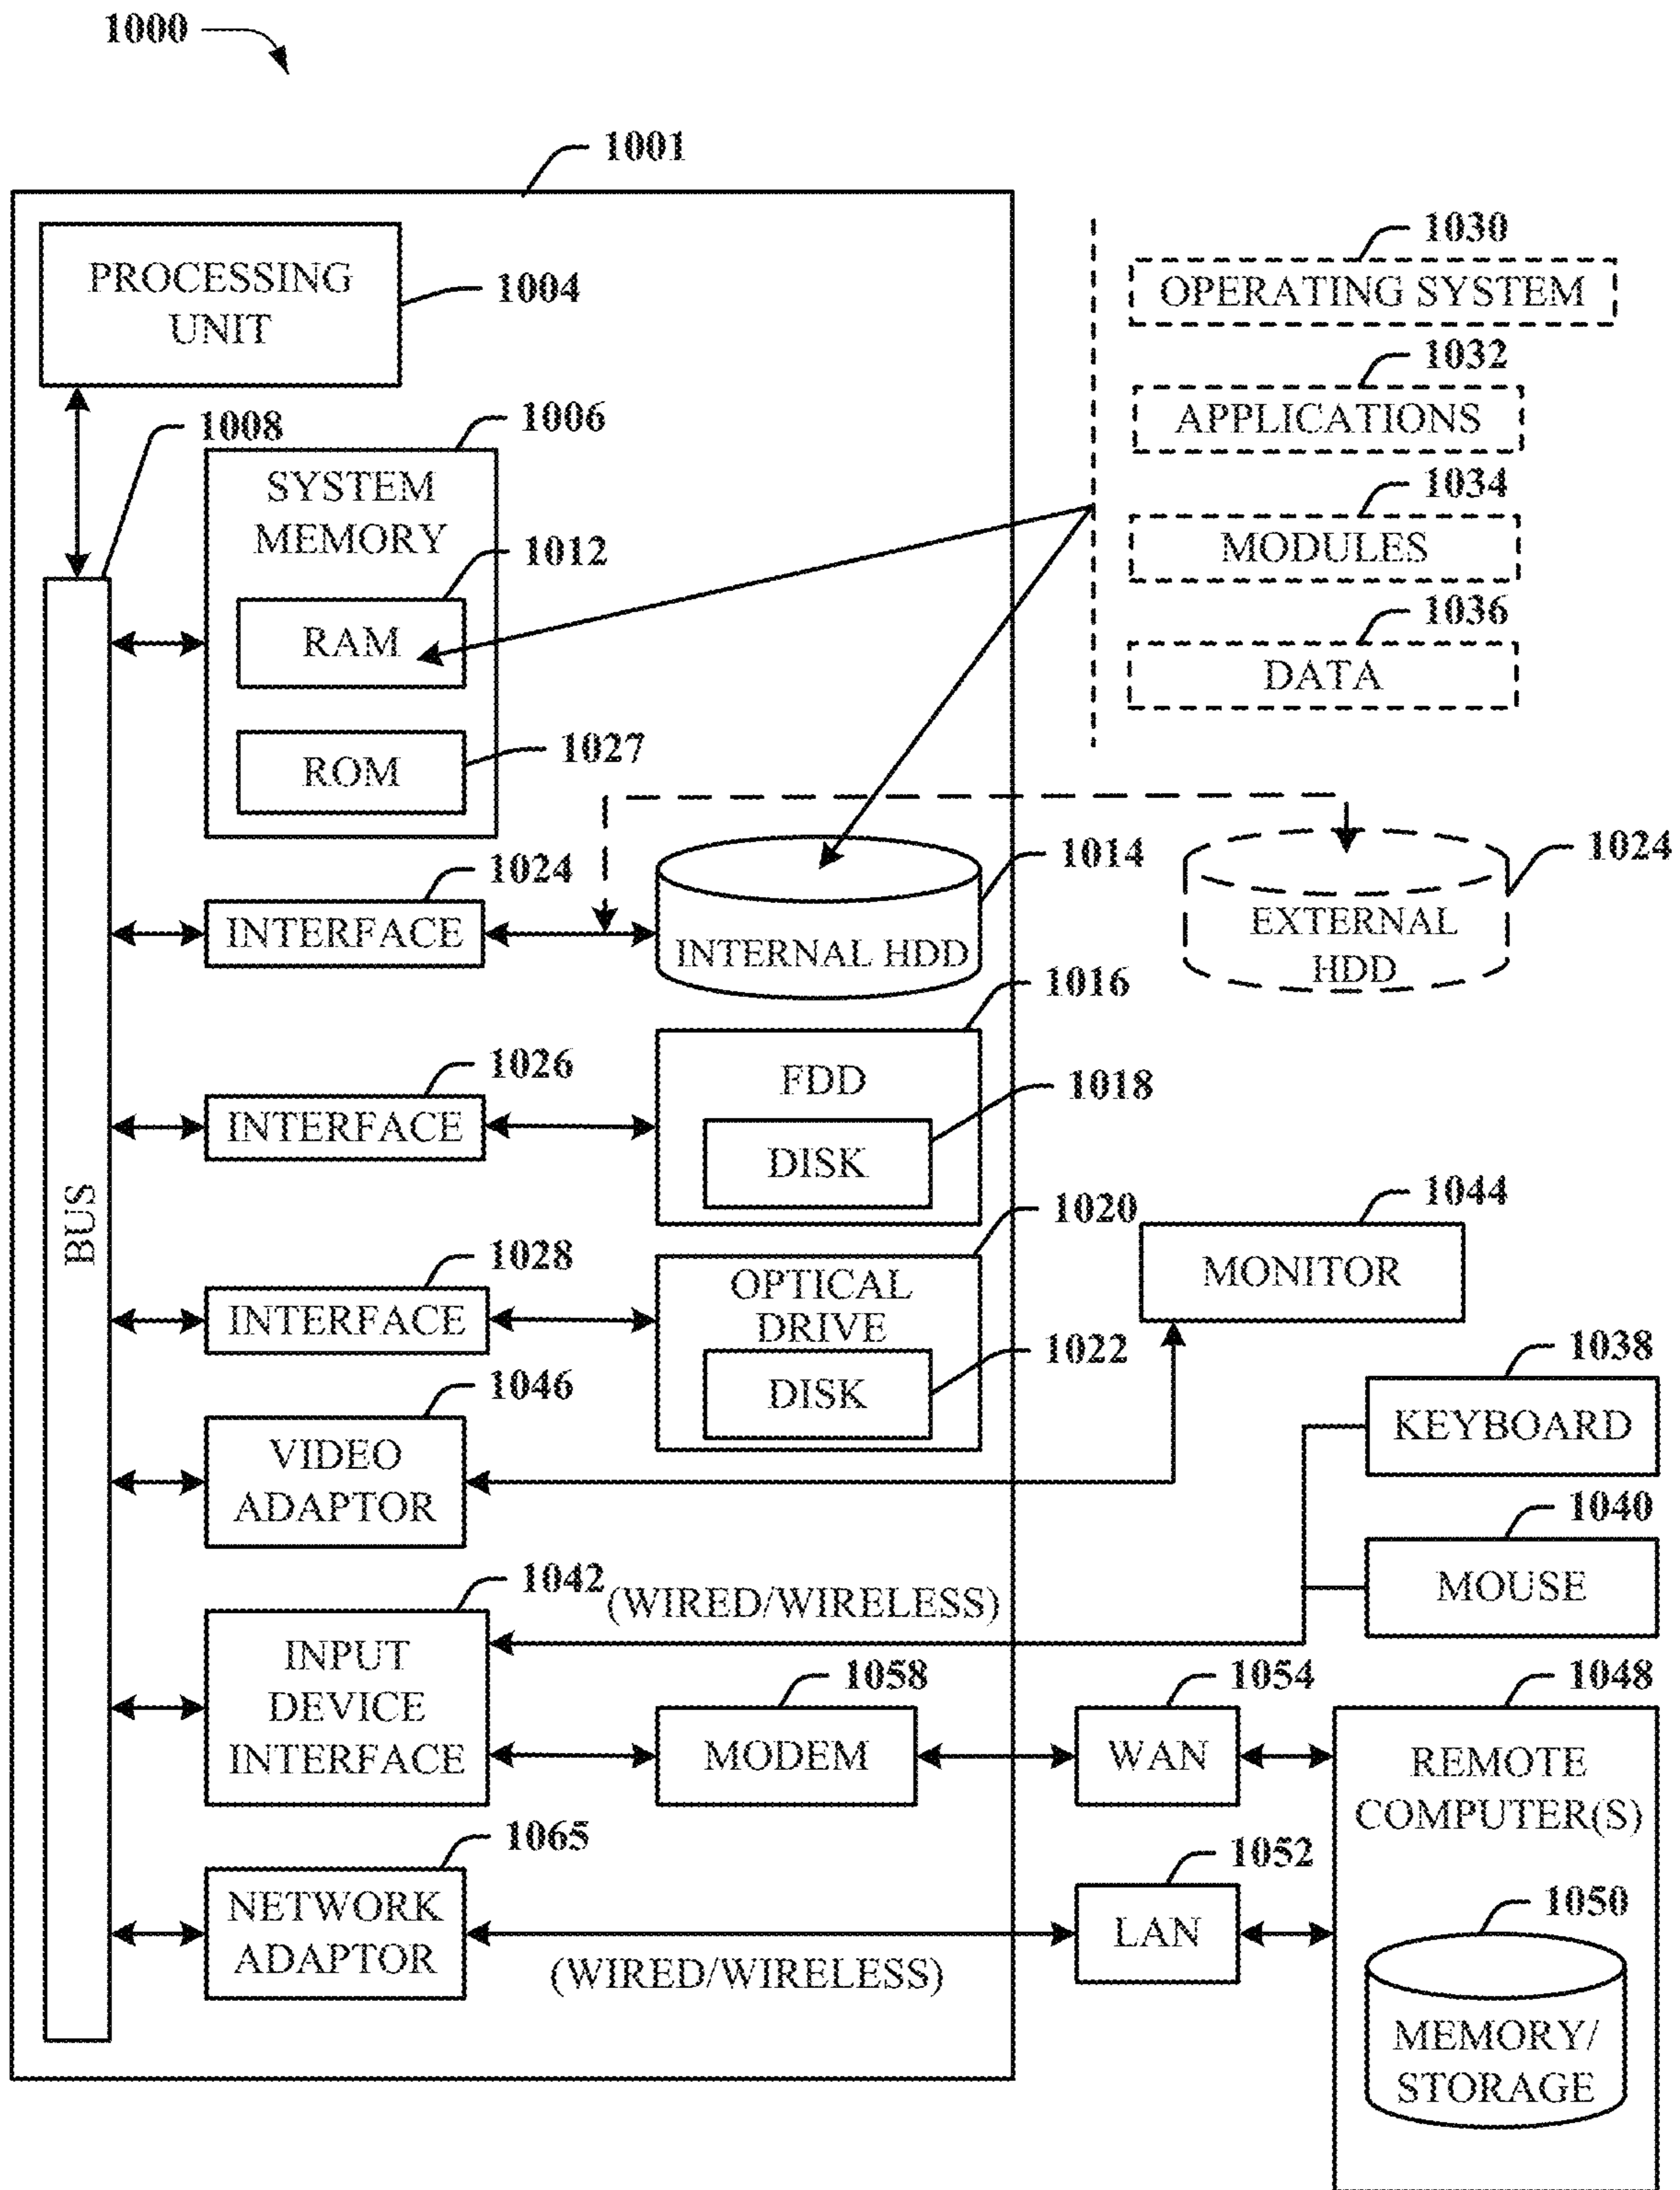 1000
1001
PROCESSING
UNIT
1004
1030
OPERATING SYSTEM
1032
APPLICATIONS
1034
MODULES
1036
DATA
1008
1006
SYSTEM
MEMORY
1012
RAM
1027
ROM
1024
INTERFACE
1014
INTERNAL HDD
1024
EXTERNAL
HDD
1016
1026
INTERFACE
FDD
1018
DISK
BUS
1020
1028
INTERFACE
OPTICAL
DRIVE
1022
DISK
1044
MONITOR
1046
VIDEO
ADAPTOR
1038
KEYBOARD
1040
MOUSE
1042
(WIRED/WIRELESS)
INPUT
DEVICE
INTERFACE
1058
MODEM
1054
WAN
1048
REMOTE
COMPUTER(S)
1065
NETWORK
ADAPTOR
(WIRED/WIRELESS)
1052
LAN
1050
MEMORY/
STORAGE